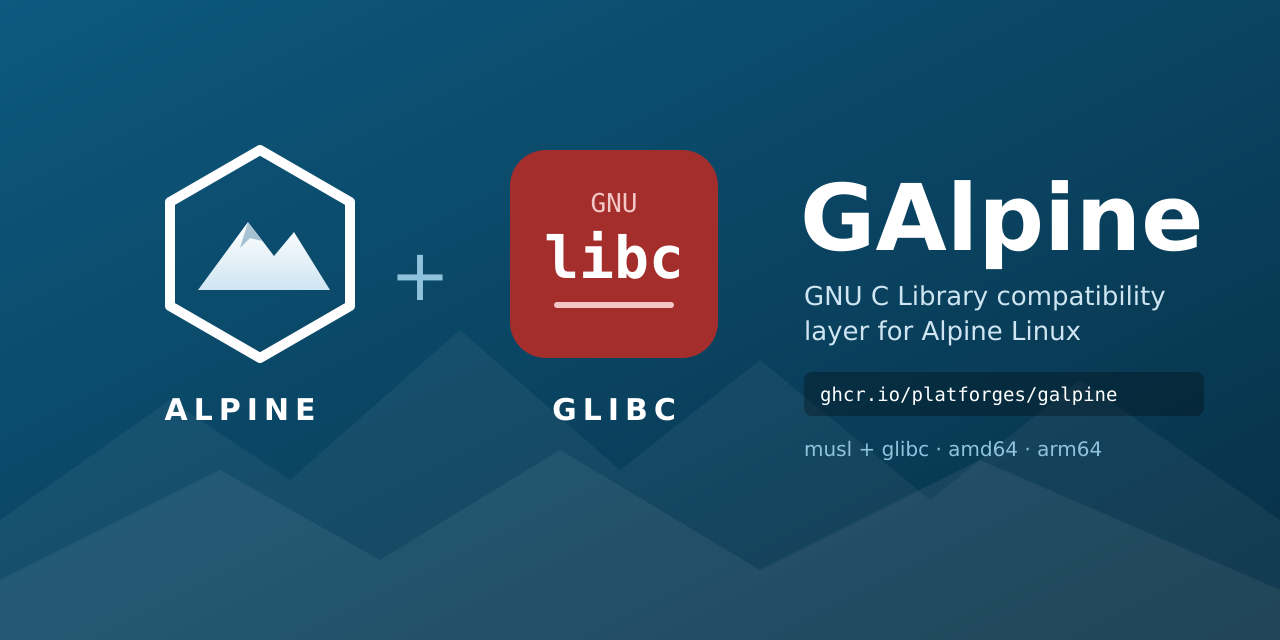 GNU
libc
ALPINE
+
GLIBC
GAlpine
GNU C Library compatibility
layer for Alpine Linux
ghcr.io/platforges/galpine
musl + glibc · amd64 · arm64